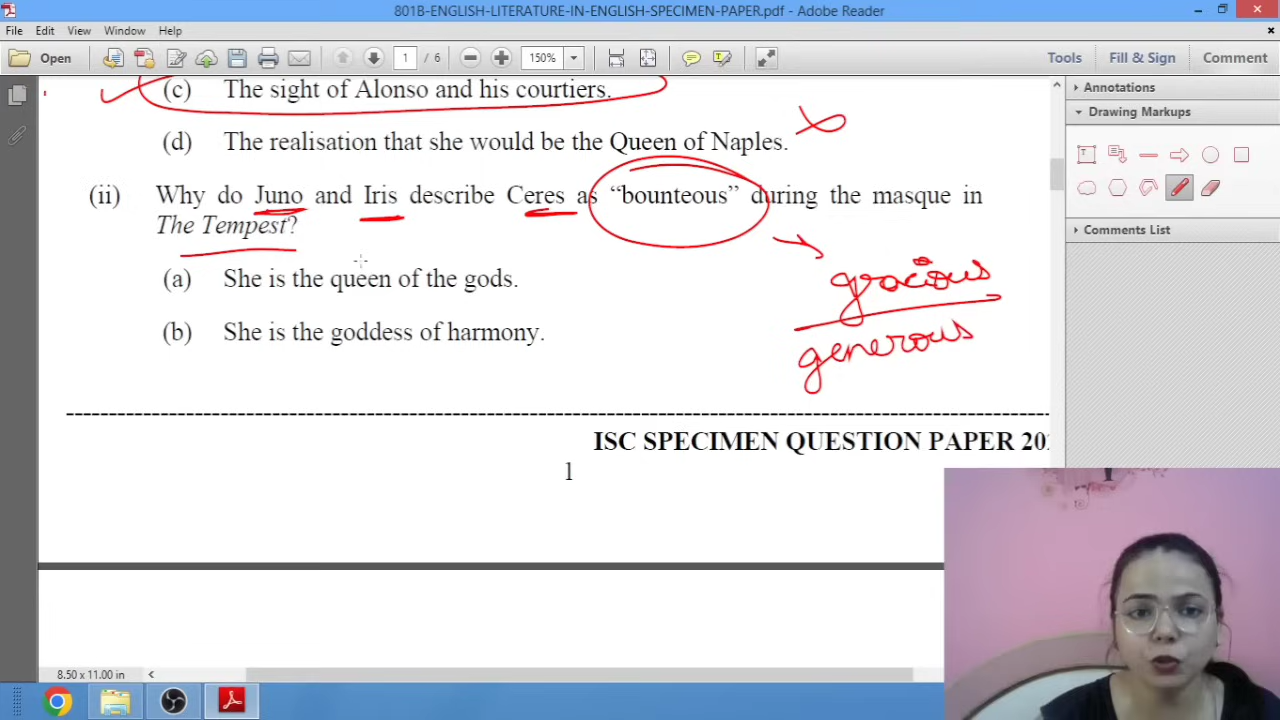 801B-ENGLISH-LITERATURE-IN-ENGLISH-SPECIMEN-PAPER.pdf - Adobe Reader
File Edit View Window Help
Open 1 / 6 150% Tools Fill & Sign Comment
Annotations
Drawing Markups
Comments List
(c) The sight of Alonso and his courtiers.
(d) The realisation that she would be the Queen of Naples.
(ii) Why do Juno and Iris describe Ceres as “bounteous” during the masque in
The Tempest?
(a) She is the queen of the gods.
gracious
(b) She is the goddess of harmony.
generous
ISC SPECIMEN QUESTION PAPER 20
1
8.50 x 11.00 in